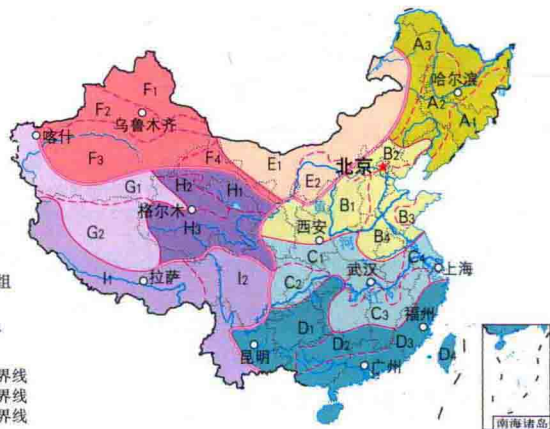 A3
哈尔滨
F1
A2
F2
乌鲁木齐
A1
喀什
F3
F4
E1
B2
北京
G1
H2
H1
E2
格尔木
B1
B3
西安
H3
G2
B4
河
C1
C4
I1
拉萨
I2
武汉
上海
C2
C3
组
D1
福州
D2
D3
昆明
D4
广州
界线
界线
界线
南海诸岛